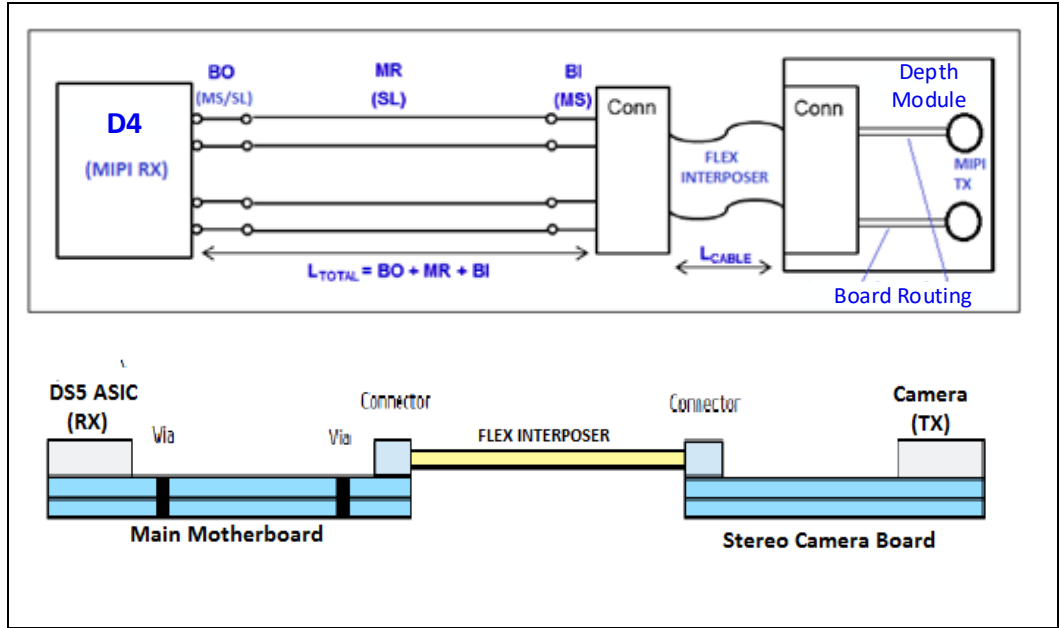 BO
MR
BI
(MS/SL)
(SL)
(MS)
D4
(MIPI RX)
Conn
Conn
Depth
Module
FLEX
INTERPOSER
MIPI
TX
L_TOTAL = BO + MR + BI
L_CABLE
Board Routing
DS5 ASIC
(RX)
Via
Via
Connector
FLEX INTERPOSER
Connector
Camera
(TX)
Main Motherboard
Stereo Camera Board